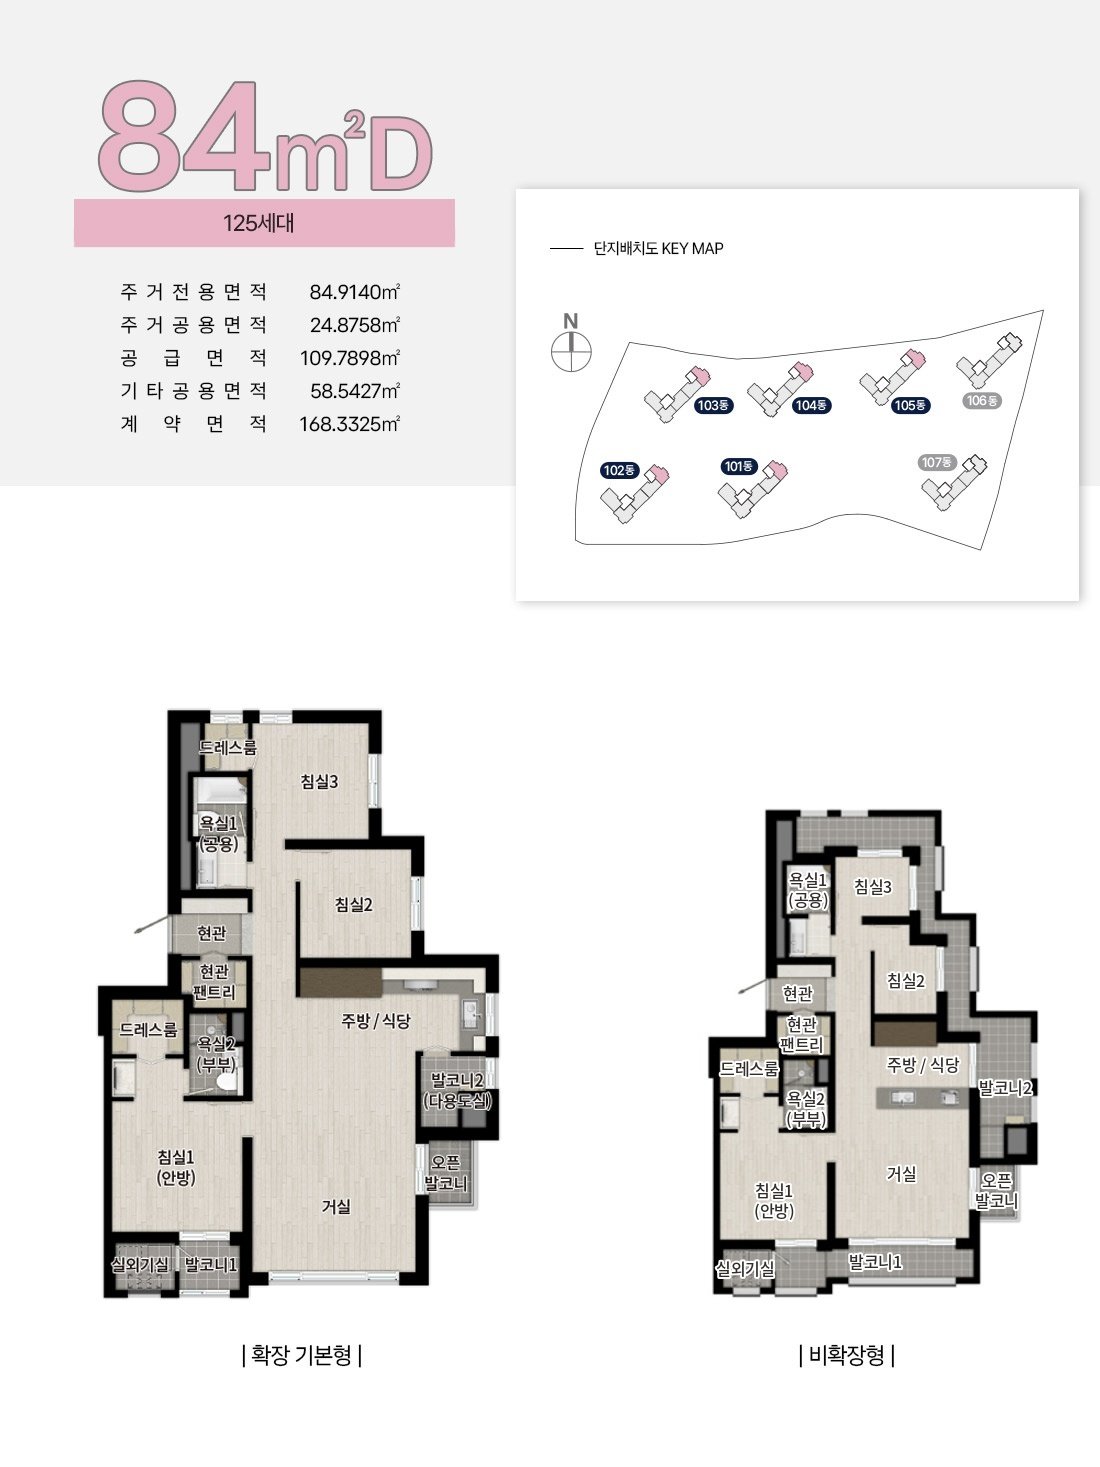 84m²D
125세대
주거전용면적 84.9140㎡
주거공용면적 24.8758㎡
공급면적 109.7898㎡
기타공용면적 58.5427㎡
계약면적 168.3325㎡
단지배치도 KEY MAP
N
103동
104동
105동
106동
102동
101동
107동
드레스룸
침실3
욕실1
(공용)
침실2
현관
현관
팬트리
드레스룸
욕실2
(부부)
주방 / 식당
발코니2
(다용도실)
침실1
(안방)
오픈
발코니
거실
실외기실
발코니1
| 확장 기본형 |
욕실1
(공용)
침실3
침실2
현관
현관
팬트리
드레스룸
욕실2
(부부)
주방 / 식당
발코니2
거실
오픈
발코니
침실1
(안방)
실외기실
발코니1
| 비확장형 |